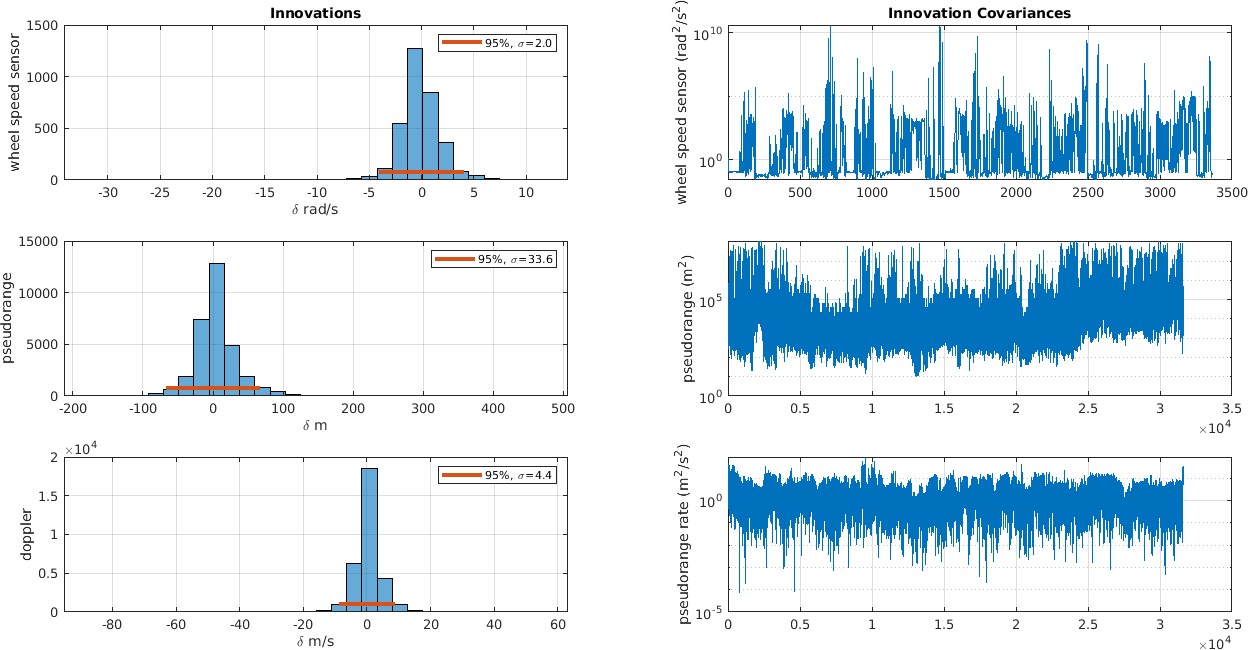 Innovations
1500
1000
500
0
wheel speed sensor
95%, σ=2.0
-30 -25 -20 -15 -10 -5 0 5 10
δ rad/s
Innovation Covariances
10^10
10^0
wheel speed sensor (rad^2/s^2)
0 500 1000 1500 2000 2500 3000 3500
15000
10000
5000
0
pseudorange
95%, σ=33.6
-200 -100 0 100 200 300 400 500
δ m
10^5
10^0
pseudorange (m^2)
0 0.5 1 1.5 2 2.5 3 3.5
×10^4
×10^4
2
1.5
1
0.5
0
doppler
95%, σ=4.4
-80 -60 -40 -20 0 20 40 60
δ m/s
10^0
10^-5
pseudorange rate (m^2/s^2)
0 0.5 1 1.5 2 2.5 3 3.5
×10^4